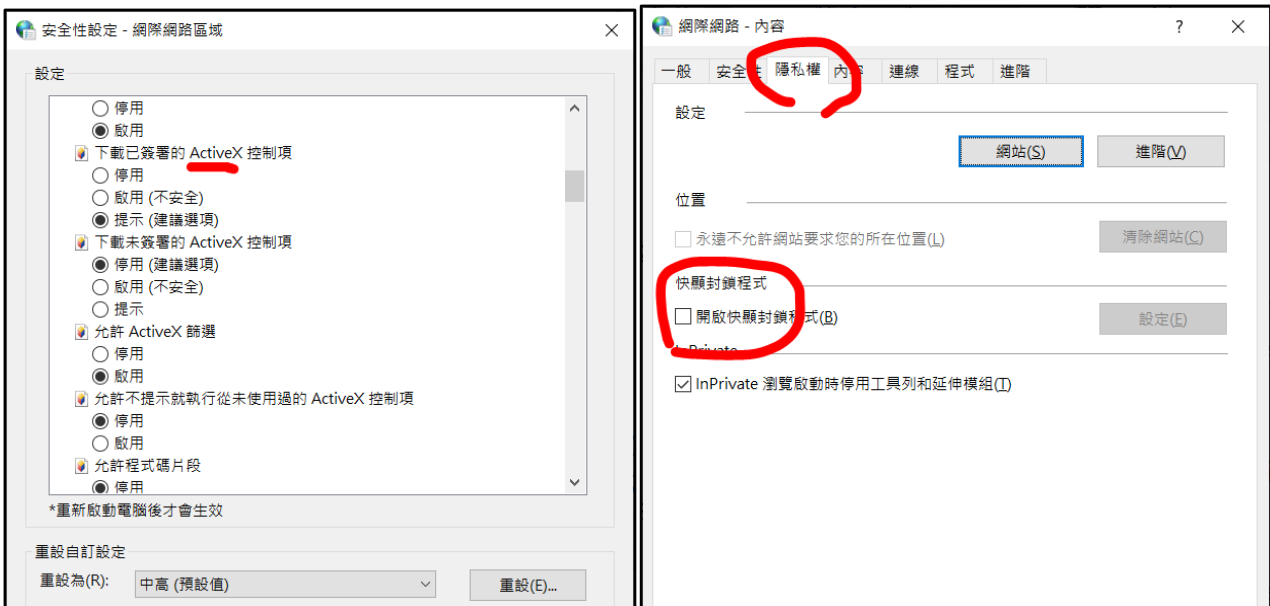 安全性設定 - 網際網路區域
設定
停用
啟用
下載已簽署的 ActiveX 控制項
停用
啟用 (不安全)
提示 (建議選項)
下載未簽署的 ActiveX 控制項
停用 (建議選項)
啟用 (不安全)
提示
允許 ActiveX 篩選
停用
啟用
允許不提示就執行從未使用過的 ActiveX 控制項
停用
啟用
允許程式碼片段
停用
*重新啟動電腦後才會生效
重設自訂設定
重設為(R): 中高 (預設值) 重設(E)...
網際網路 - 內容 ?
一般 安全性 隱私權 內容 連線 程式 進階
設定
網站(S) 進階(V)
位置
永遠不允許網站要求您的所在位置(L) 清除網站(C)
快顯封鎖程式
開啟快顯封鎖程式(B) 設定(E)
InPrivate
InPrivate 瀏覽啟動時停用工具列和延伸模組(T)